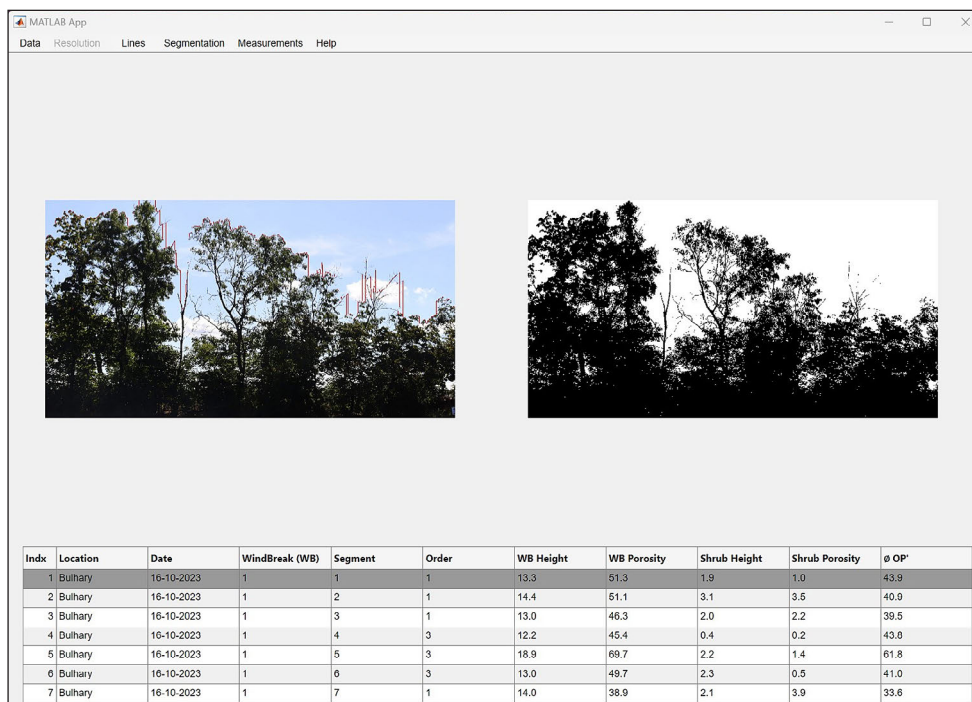 MATLAB App
Data Resolution Lines Segmentation Measurements Help
Indx Location Date WindBreak (WB) Segment Order WB Height WB Porosity Shrub Height Shrub Porosity ø OP'
1 Bulhary 16-10-2023 1 1 1 13.3 51.3 1.9 1.0 43.9
2 Bulhary 16-10-2023 1 2 1 14.4 51.1 3.1 3.5 40.9
3 Bulhary 16-10-2023 1 3 1 13.0 46.3 2.0 2.2 39.5
4 Bulhary 16-10-2023 1 4 3 12.2 45.4 0.4 0.2 43.8
5 Bulhary 16-10-2023 1 5 3 18.9 69.7 2.2 1.4 61.8
6 Bulhary 16-10-2023 1 6 3 13.0 49.7 2.3 0.5 41.0
7 Bulhary 16-10-2023 1 7 1 14.0 38.9 2.1 3.9 33.6